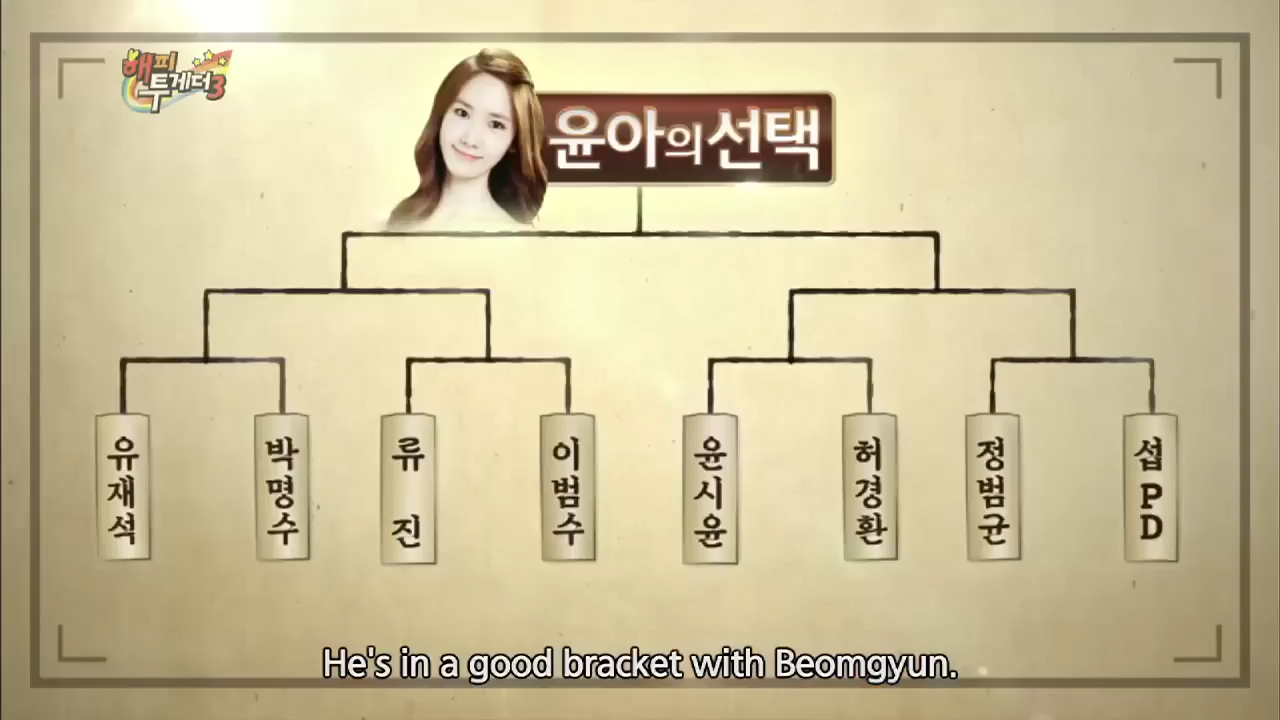 해피
투게더3
윤아의 선택
유재석
박명수
류진
이범수
윤시윤
허경환
정범균
섭PD
He's in a good bracket with Beomgyun.